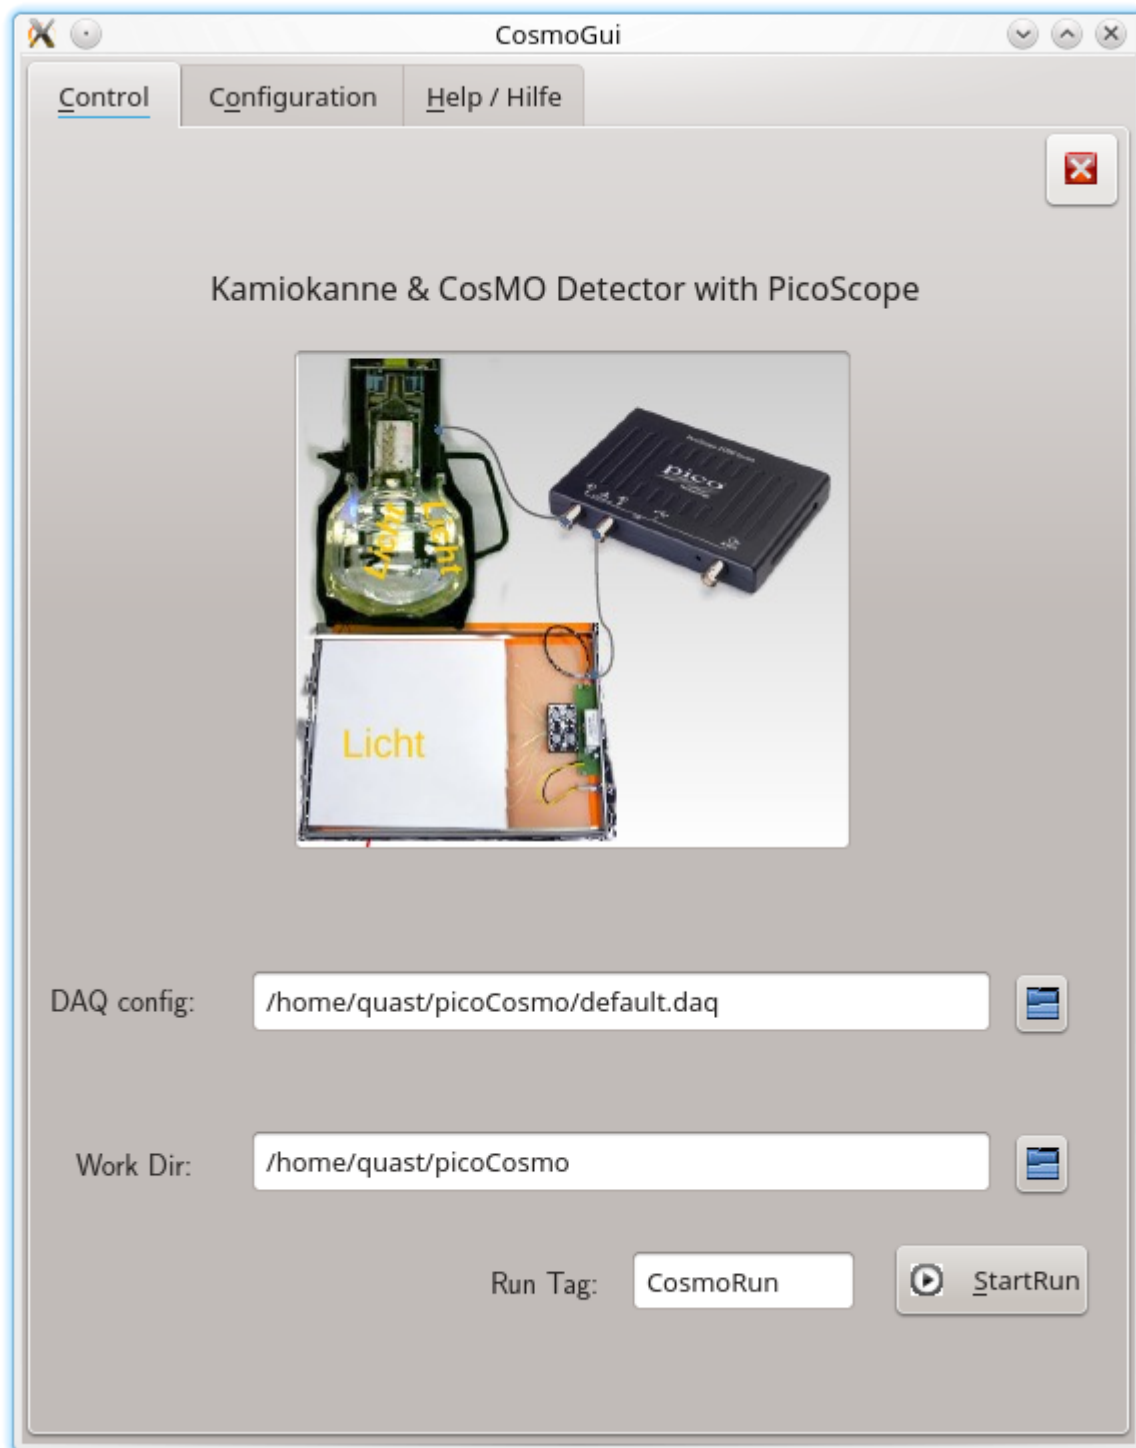 CosmoGui
Control
Configuration
Help / Hilfe
Kamiokanne & CosMO Detector with PicoScope
pico
Licht
Licht
Licht
DAQ config:
/home/quast/picoCosmo/default.daq
Work Dir:
/home/quast/picoCosmo
Run Tag:
CosmoRun
StartRun